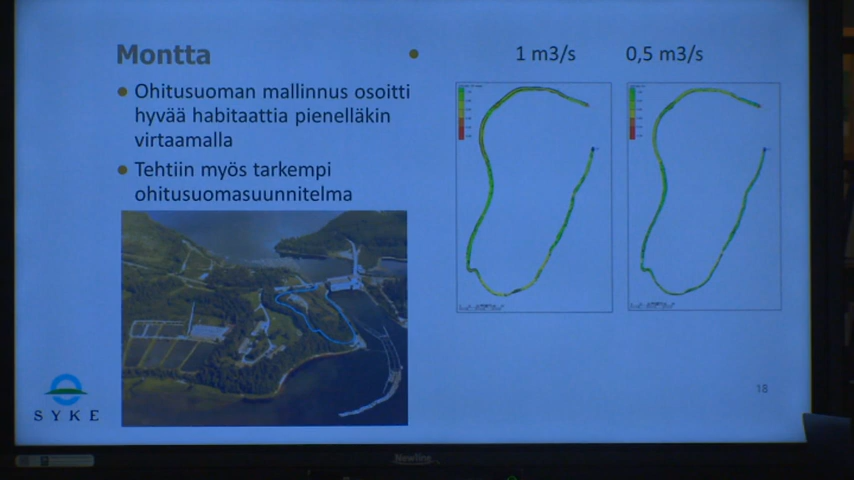 Montta
Ohitusuoman mallinnus osoitti
hyvää habitaattia pienelläkin
virtaamalla
Tehtiin myös tarkempi
ohitusuomasuunnitelma
1 m3/s
0,5 m3/s
SYKE
18
Newline